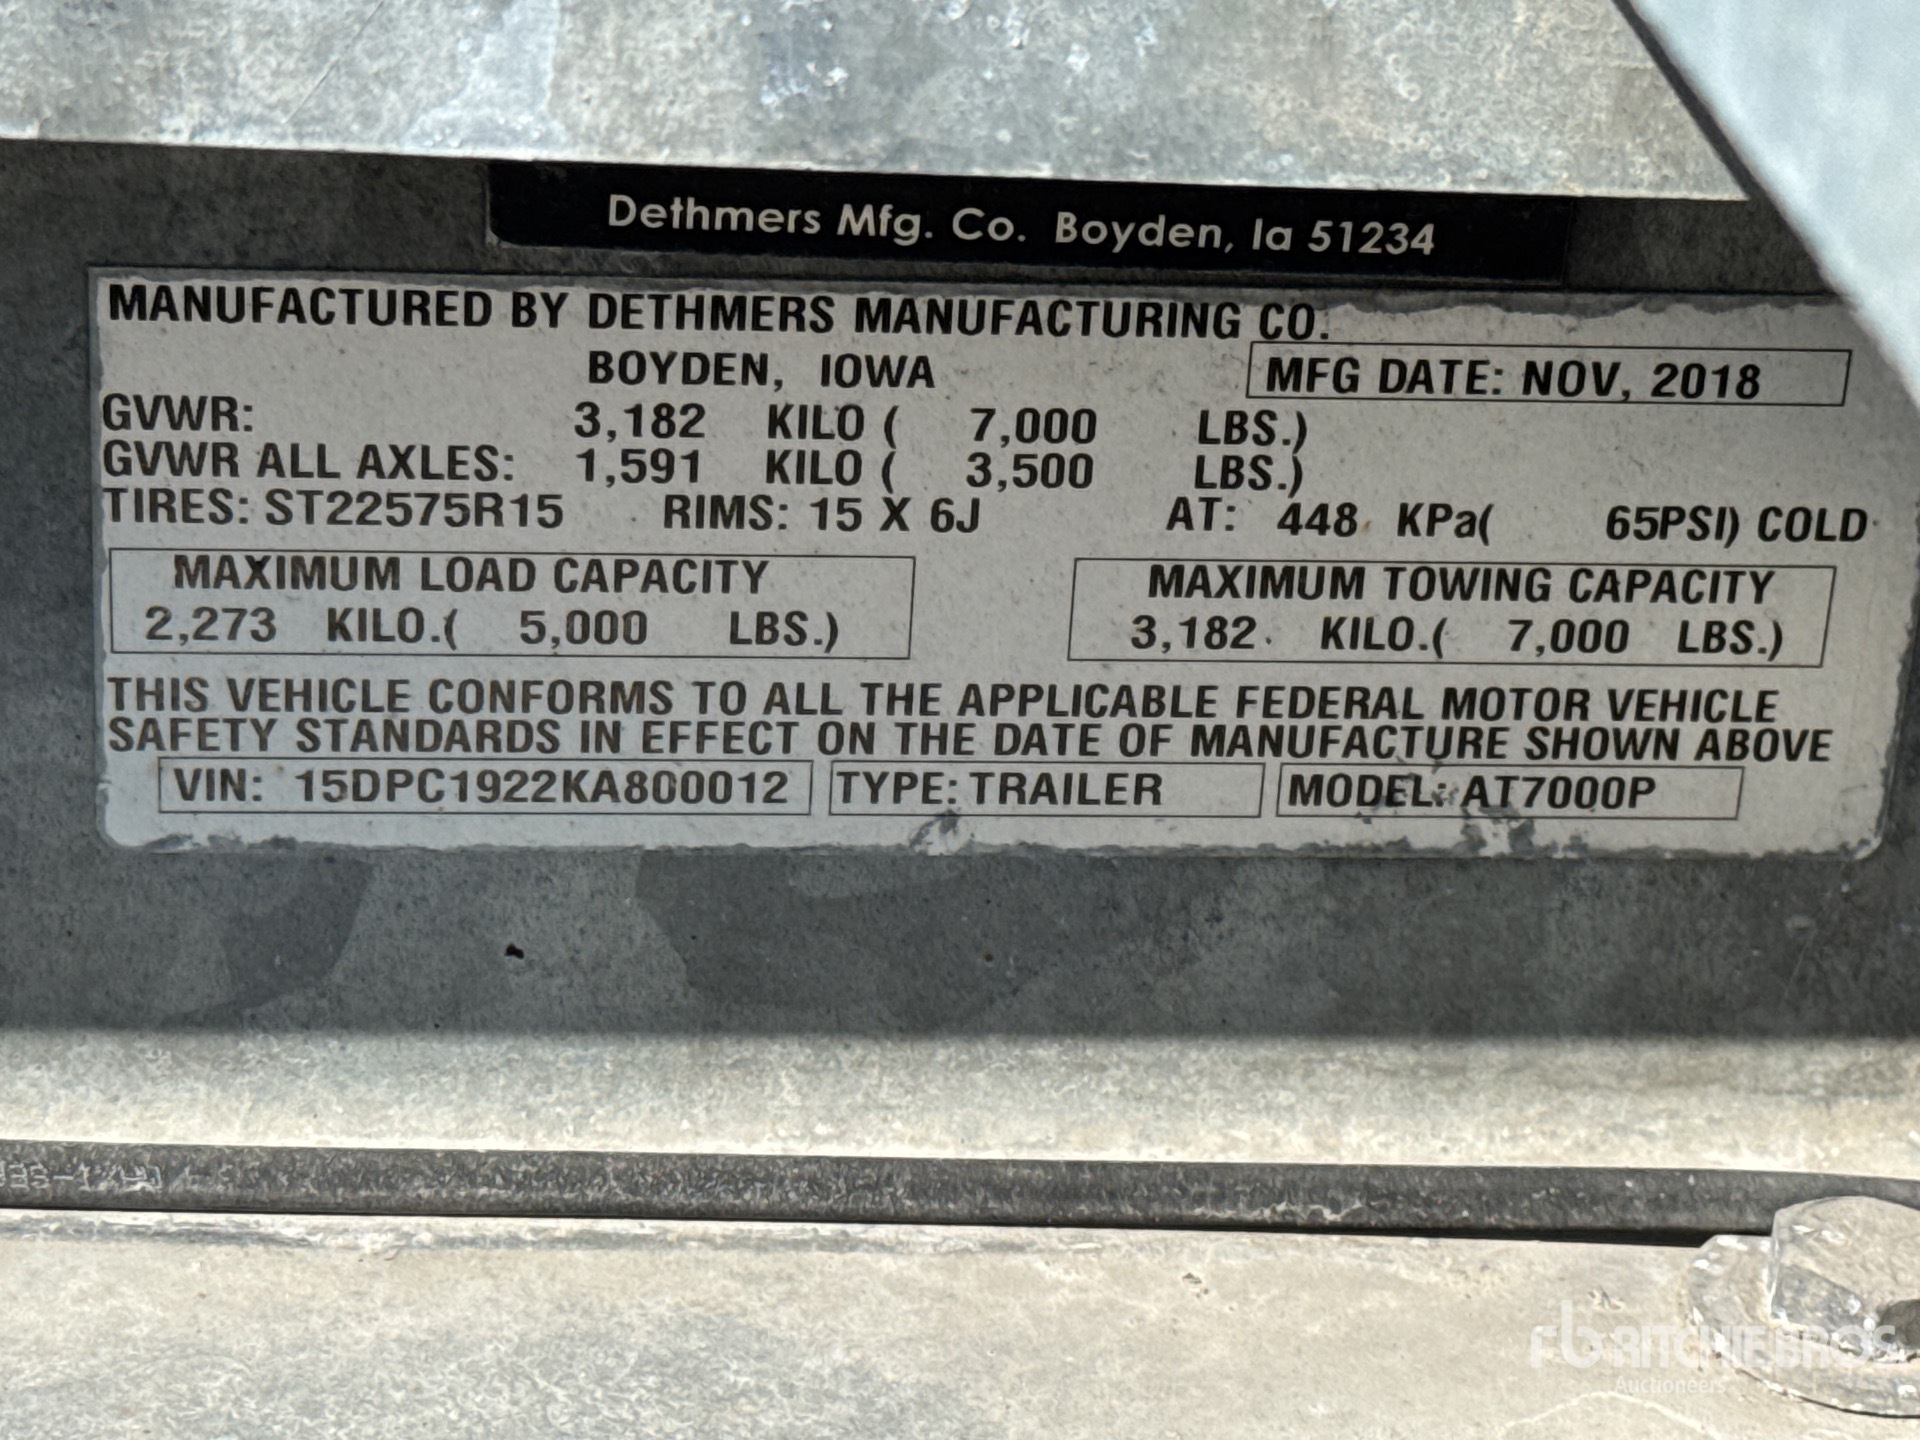 Dethmers Mfg. Co. Boyden, Ia 51234
MANUFACTURED BY DETHMERS MANUFACTURING CO.
BOYDEN, IOWA
MFG DATE: NOV, 2018
GVWR: 3,182 KILO ( 7,000 LBS.)
GVWR ALL AXLES: 1,591 KILO ( 3,500 LBS.)
TIRES: ST22575R15 RIMS: 15 X 6J AT: 448 KPa( 65PSI) COLD
MAXIMUM LOAD CAPACITY
2,273 KILO.( 5,000 LBS.)
MAXIMUM TOWING CAPACITY
3,182 KILO.( 7,000 LBS.)
THIS VEHICLE CONFORMS TO ALL THE APPLICABLE FEDERAL MOTOR VEHICLE
SAFETY STANDARDS IN EFFECT ON THE DATE OF MANUFACTURE SHOWN ABOVE
VIN: 15DPC1922KA800012 TYPE: TRAILER MODEL: AT7000P
rb RITCHIE BROS
Auctioneers